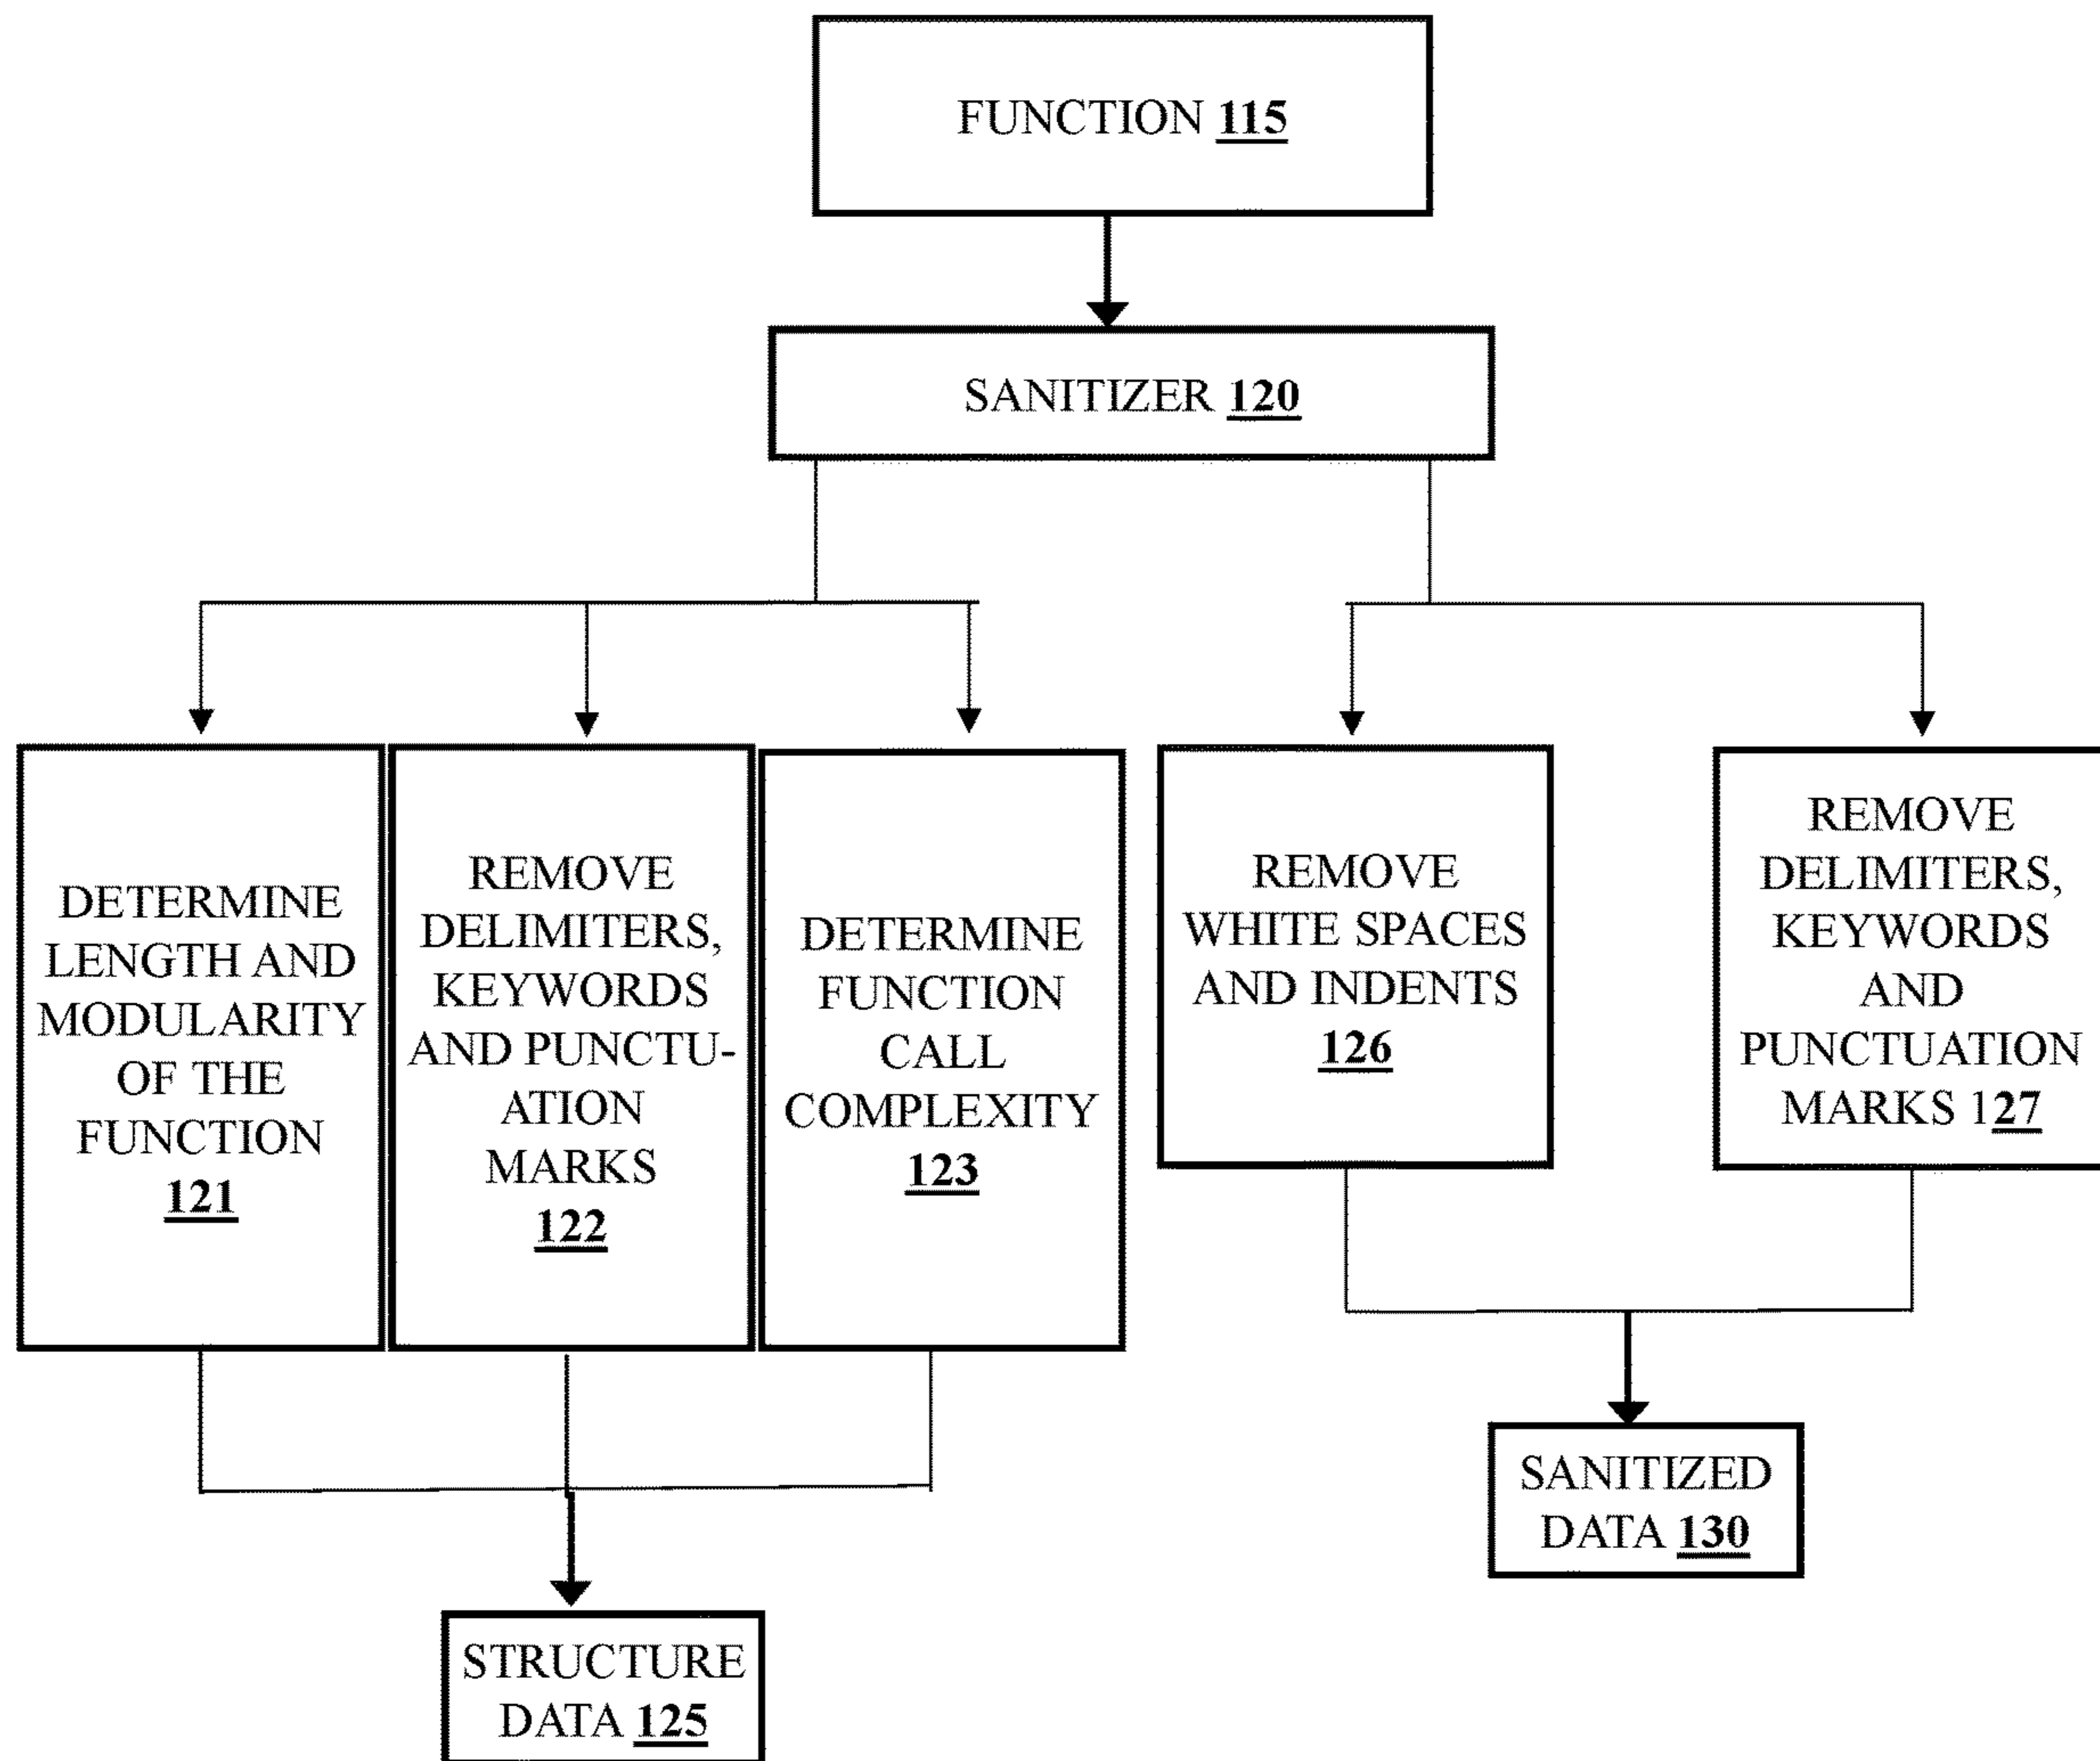 FUNCTION 115
SANITIZER 120
DETERMINE
LENGTH AND
MODULARITY
OF THE
FUNCTION
121
REMOVE
DELIMITERS,
KEYWORDS
AND PUNCTU-
ATION
MARKS
122
DETERMINE
FUNCTION
CALL
COMPLEXITY
123
REMOVE
WHITE SPACES
AND INDENTS
126
REMOVE
DELIMITERS,
KEYWORDS
AND
PUNCTUATION
MARKS 127
SANITIZED
DATA 130
STRUCTURE
DATA 125